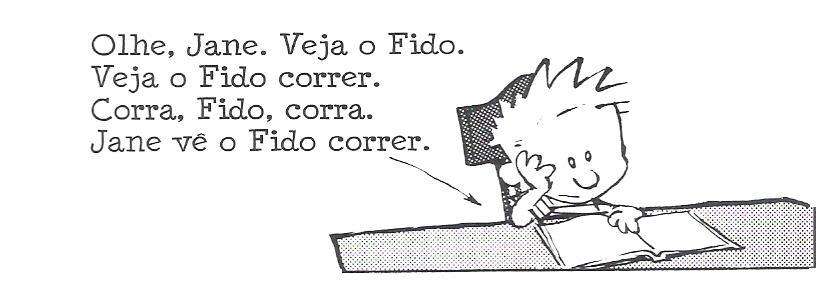 Olhe, Jane. Veja o Fido.
Veja o Fido correr.
Corra, Fido, corra.
Jane vê o Fido correr.